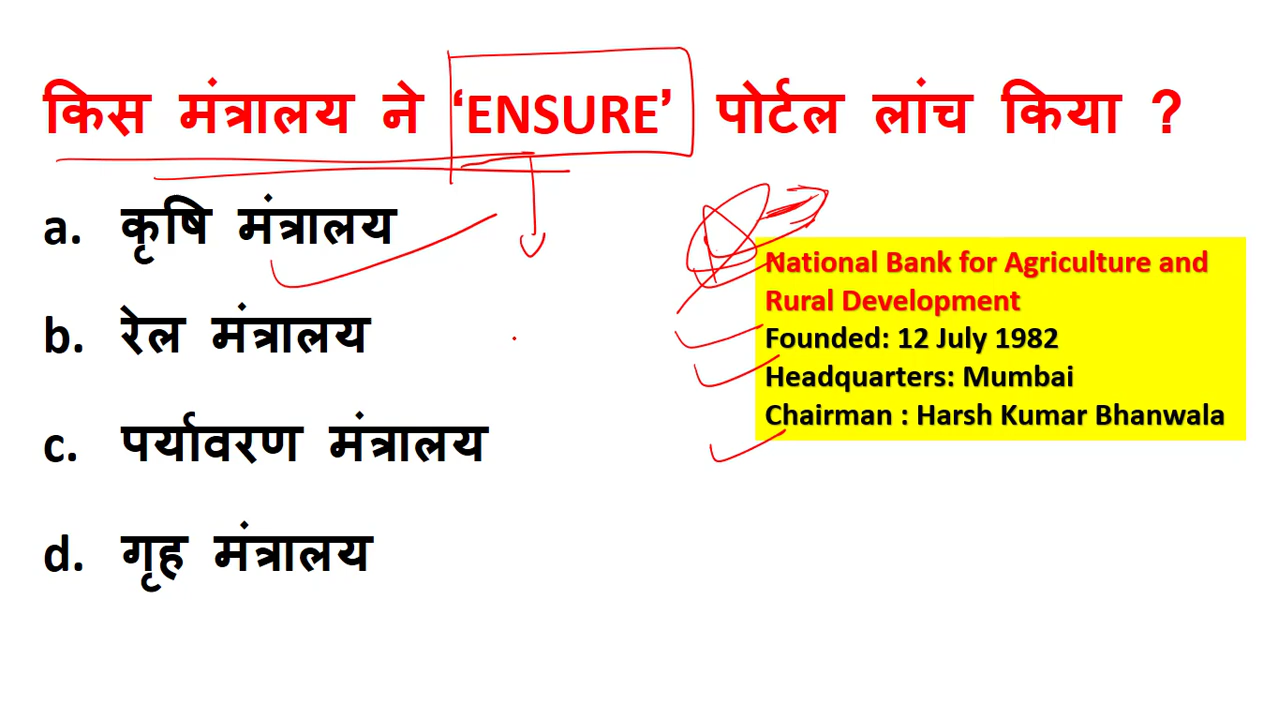 किस मंत्रालय ने ‘ENSURE’ पोर्टल लांच किया ?
a. कृषि मंत्रालय
b. रेल मंत्रालय
c. पर्यावरण मंत्रालय
d. गृह मंत्रालय
National Bank for Agriculture and
Rural Development
Founded: 12 July 1982
Headquarters: Mumbai
Chairman : Harsh Kumar Bhanwala